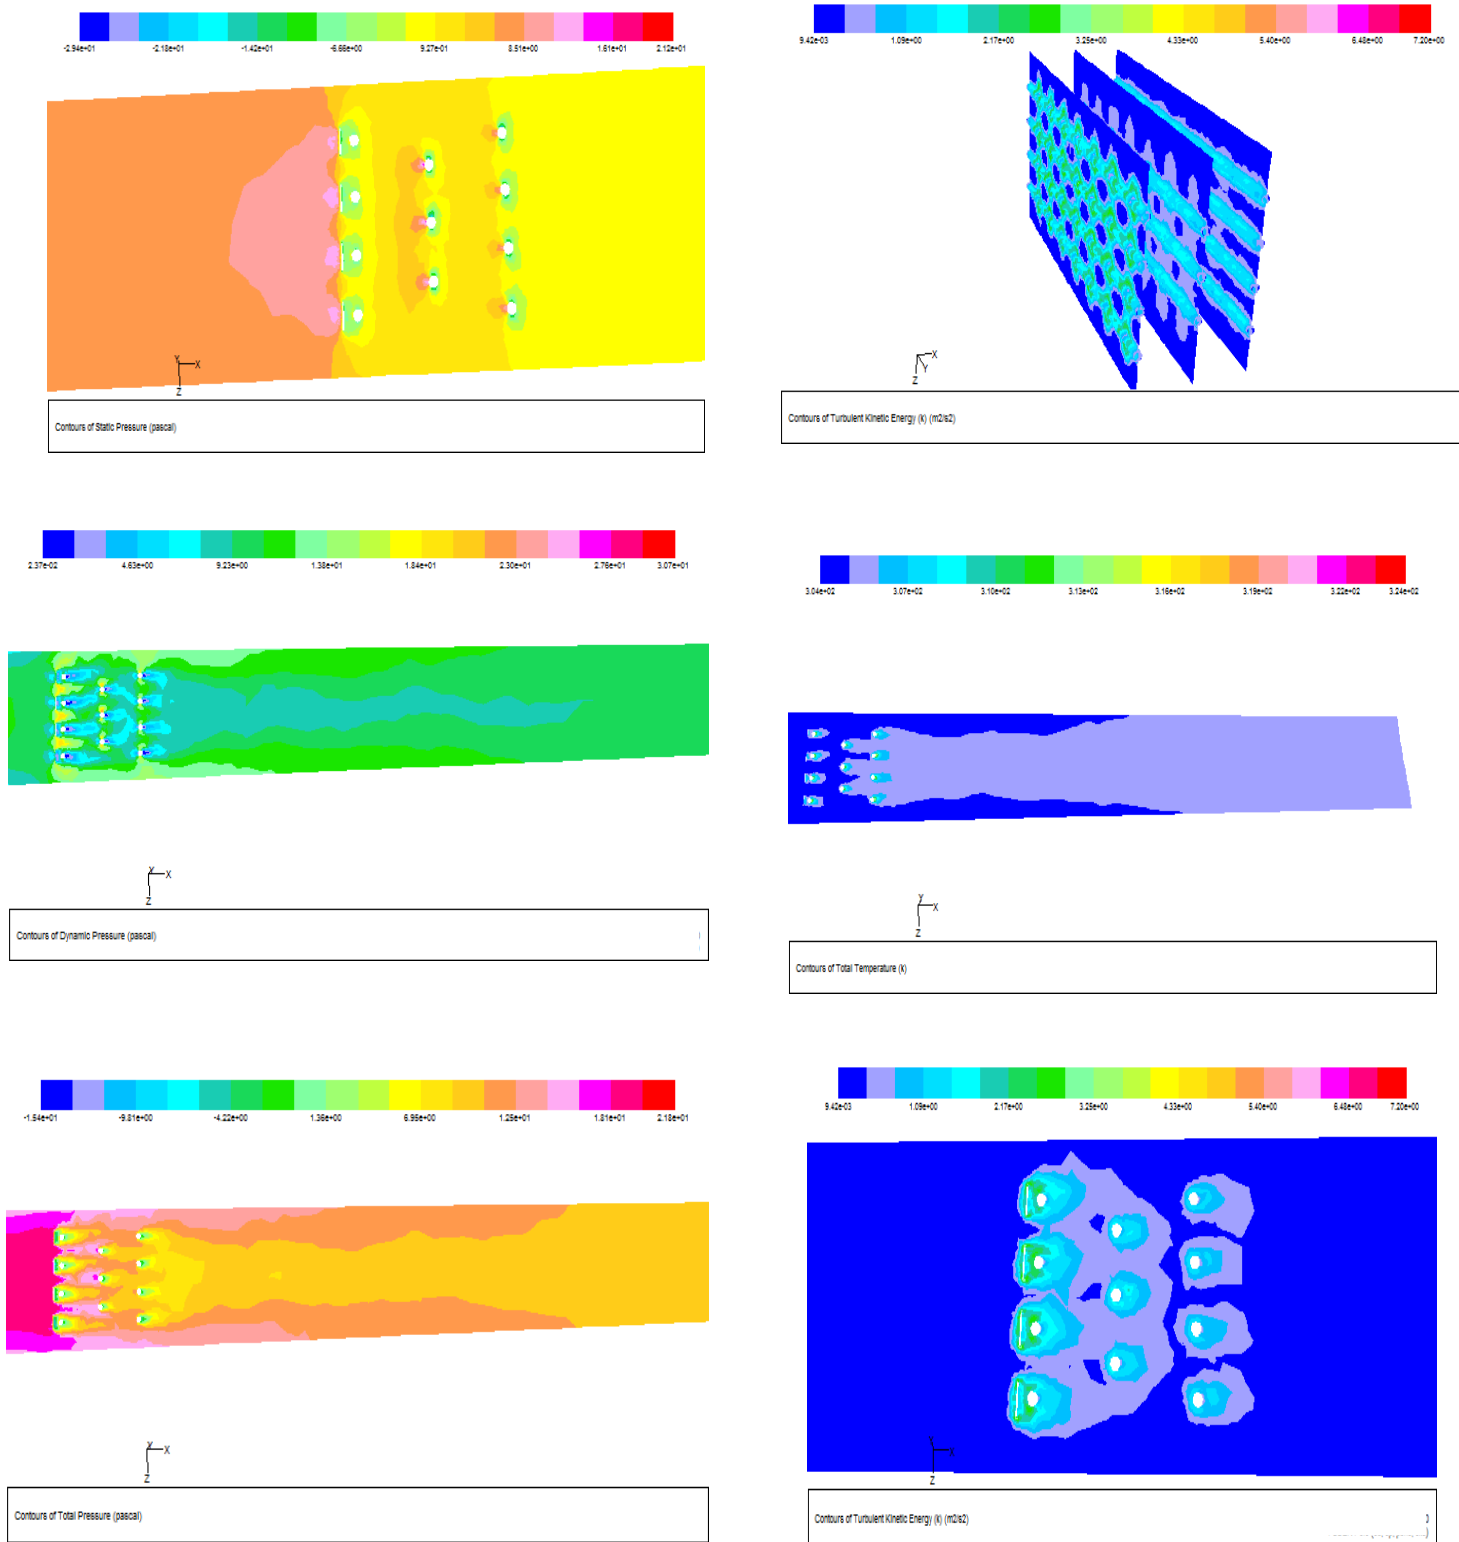 -2.94e+01 -2.18e+01 -1.42e+01 -6.66e+00 9.27e-01 8.51e+00 1.61e+01 2.12e+01
Y X
Z
Contours of Static Pressure (pascal)
9.42e-03 1.09e+00 2.17e+00 3.25e+00 4.33e+00 5.40e+00 6.48e+00 7.20e+00
X
Y
Z
Contours of Turbulent Kinetic Energy (k) (m2/s2)
2.37e-02 4.63e+00 9.23e+00 1.38e+01 1.84e+01 2.30e+01 2.76e+01 3.07e+01
Y X
Z
Contours of Dynamic Pressure (pascal)
3.04e+02 3.07e+02 3.10e+02 3.13e+02 3.16e+02 3.19e+02 3.22e+02 3.24e+02
Y X
Z
Contours of Total Temperature (k)
-1.54e+01 -9.81e+00 -4.22e+00 1.36e+00 6.95e+00 1.25e+01 1.81e+01 2.18e+01
Y X
Z
Contours of Total Pressure (pascal)
9.42e-03 1.09e+00 2.17e+00 3.25e+00 4.33e+00 5.40e+00 6.48e+00 7.20e+00
Y X
Z
Contours of Turbulent Kinetic Energy (k) (m2/s2)